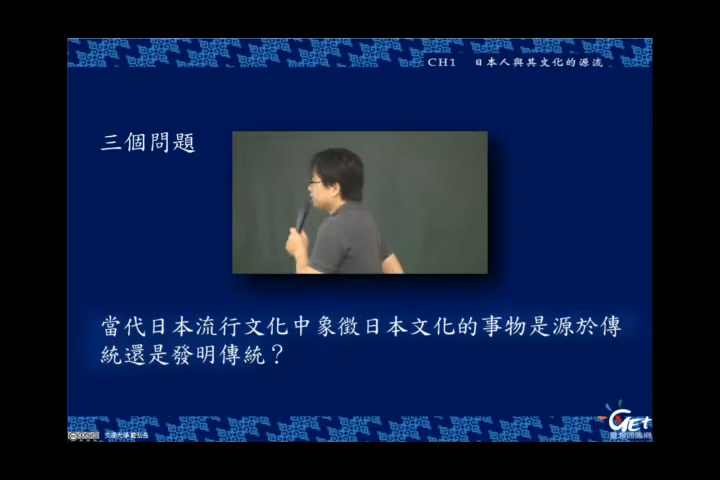 CH1 日本人與其文化的源流
三個問題
當代日本流行文化中象徵日本文化的事物是源於傳
統還是發明傳統？
GEt